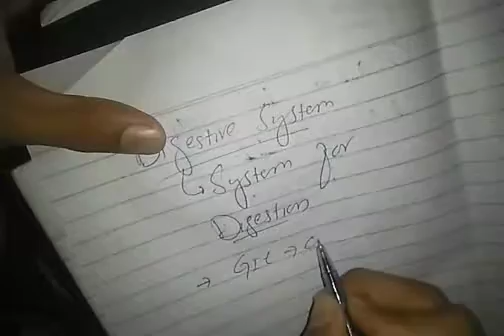 Digestive System
↳ System for
Digestion
→ GIT →